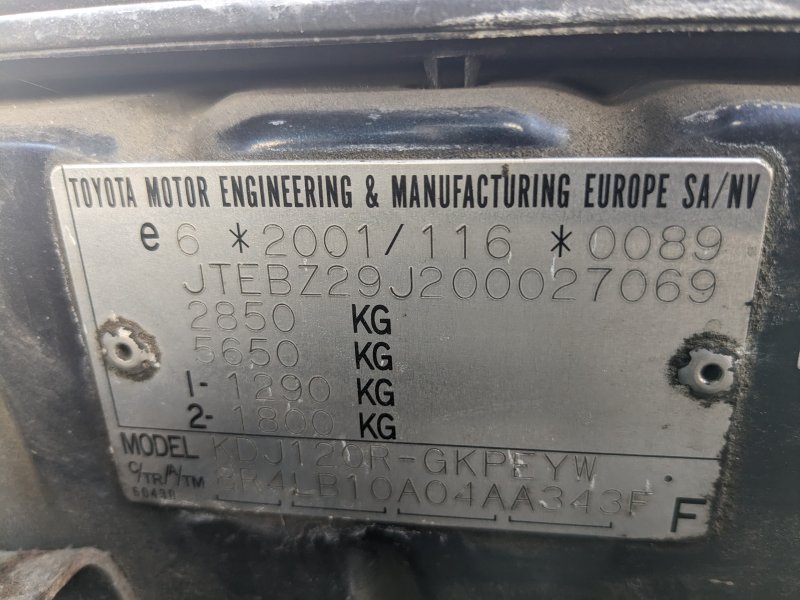 TOYOTA MOTOR ENGINEERING & MANUFACTURING EUROPE SA/NV
e6 *2001/116 *0089
JTEBZ29J200027069
2850 KG
5650 KG
1- 1290 KG
2- 1800 KG
MODEL KDJ120R-GKPEYW
C/TR/A/TM 8R4LB10A04AA343F
60430 F